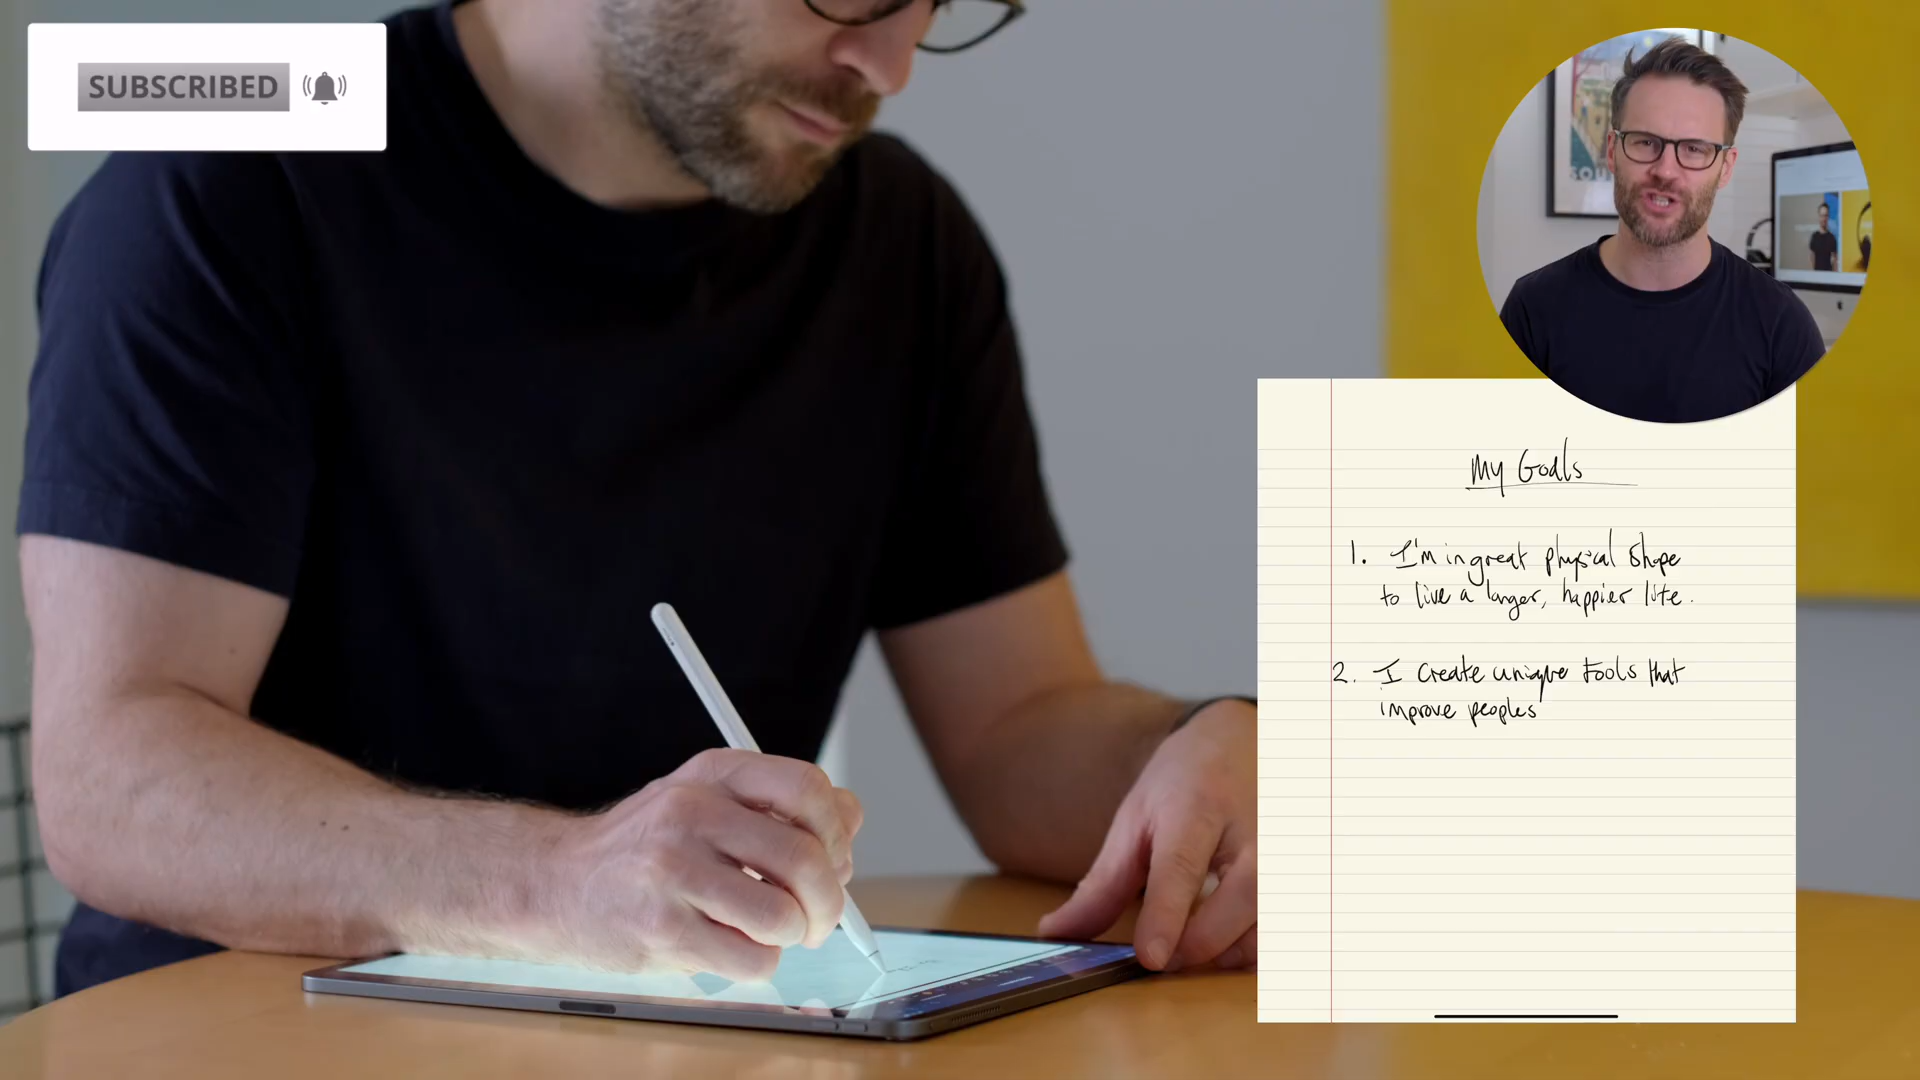 SUBSCRIBED
SOU
My Goals
1. I'm in great physical shape
to live a longer, happier life.
2. I create unique tools that
improve peoples